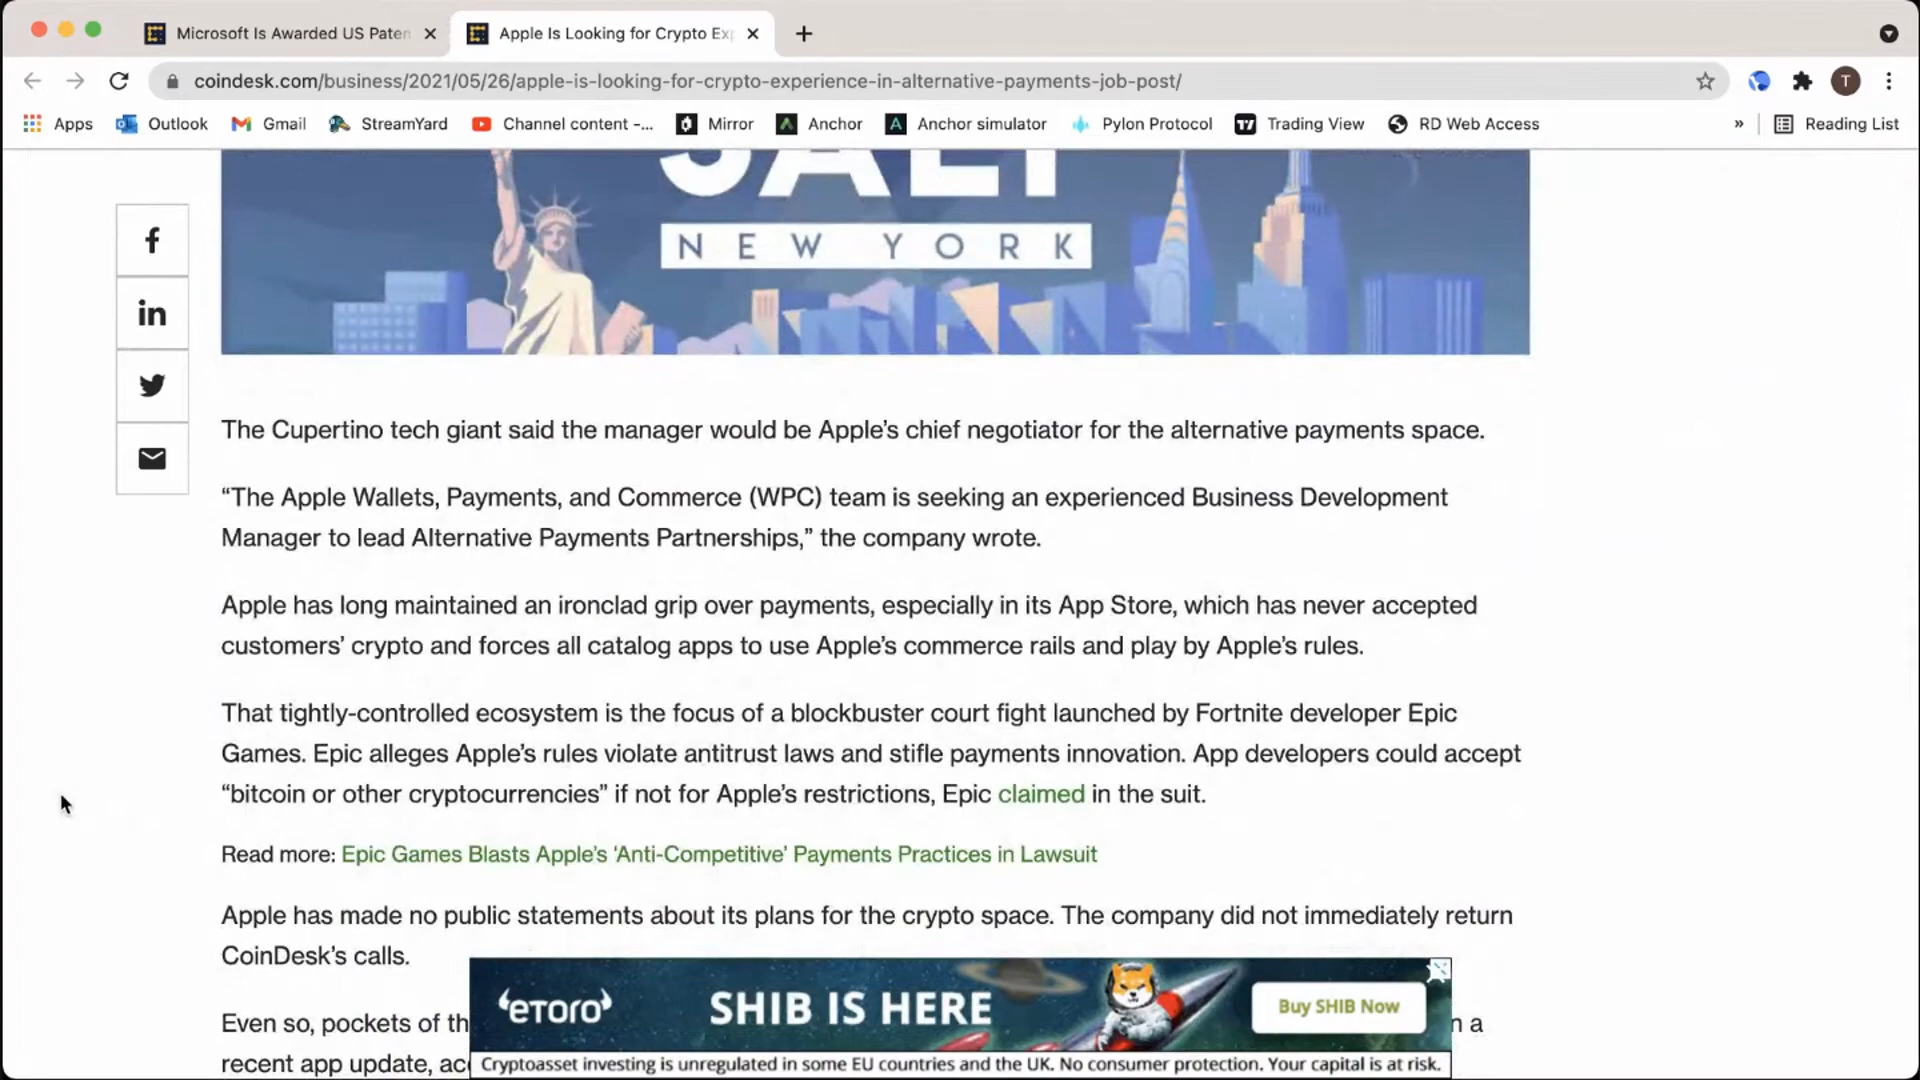 Microsoft Is Awarded US Paten
Apple Is Looking for Crypto Ex
coindesk.com/business/2021/05/26/apple-is-looking-for-crypto-experience-in-alternative-payments-job-post/
T
Apps Outlook Gmail StreamYard Channel content -... Mirror Anchor Anchor simulator Pylon Protocol Trading View RD Web Access » Reading List
SALT
NEW YORK
The Cupertino tech giant said the manager would be Apple’s chief negotiator for the alternative payments space.
“The Apple Wallets, Payments, and Commerce (WPC) team is seeking an experienced Business Development
Manager to lead Alternative Payments Partnerships,” the company wrote.
Apple has long maintained an ironclad grip over payments, especially in its App Store, which has never accepted
customers’ crypto and forces all catalog apps to use Apple’s commerce rails and play by Apple’s rules.
That tightly-controlled ecosystem is the focus of a blockbuster court fight launched by Fortnite developer Epic
Games. Epic alleges Apple’s rules violate antitrust laws and stifle payments innovation. App developers could accept
“bitcoin or other cryptocurrencies” if not for Apple’s restrictions, Epic claimed in the suit.
Read more: Epic Games Blasts Apple’s ‘Anti-Competitive’ Payments Practices in Lawsuit
Apple has made no public statements about its plans for the crypto space. The company did not immediately return
CoinDesk’s calls.
Even so, pockets of th
n a
recent app update, ac
eToro
SHIB IS HERE
Buy SHIB Now
Cryptoasset investing is unregulated in some EU countries and the UK. No consumer protection. Your capital is at risk.